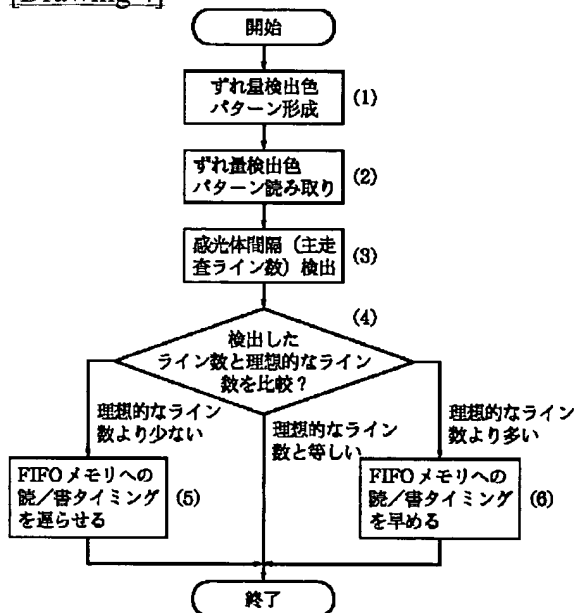 [Drawing 4]
開始
ずれ量検出色
パターン形成
(1)
ずれ量検出色
パターン読み取り
(2)
感光体間隔（主走
査ライン数）検出
(3)
(4)
検出した
ライン数と理想的なライン
数を比較？
理想的なライン
数より少ない
理想的なライン
数と等しい
理想的なライン
数より多い
FIFOメモリへの
読／書タイミング
を遅らせる
(5)
FIFOメモリへの
読／書タイミング
を早める
(6)
終了